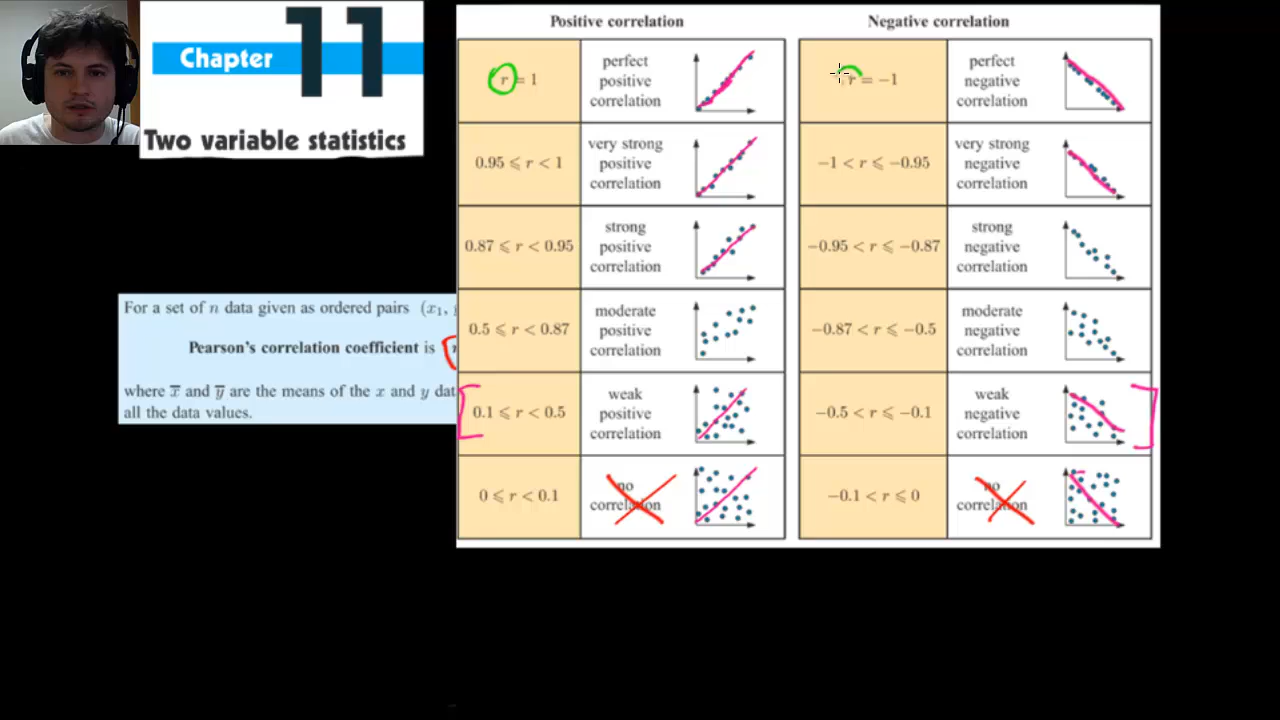 Chapter
11
Two variable statistics
For a set of n data given as ordered pairs (x₁,
Pearson's correlation coefficient is
where x̄ and ȳ are the means of the x and y dat
all the data values.
Positive correlation
r = 1
perfect
positive
correlation
0.95 ⩽ r < 1
very strong
positive
correlation
0.87 ⩽ r < 0.95
strong
positive
correlation
0.5 ⩽ r < 0.87
moderate
positive
correlation
0.1 ⩽ r < 0.5
weak
positive
correlation
0 ⩽ r < 0.1
no
correlation
Negative correlation
r = −1
perfect
negative
correlation
−1 < r ⩽ −0.95
very strong
negative
correlation
−0.95 < r ⩽ −0.87
strong
negative
correlation
−0.87 < r ⩽ −0.5
moderate
negative
correlation
−0.5 < r ⩽ −0.1
weak
negative
correlation
−0.1 < r ⩽ 0
no
correlation